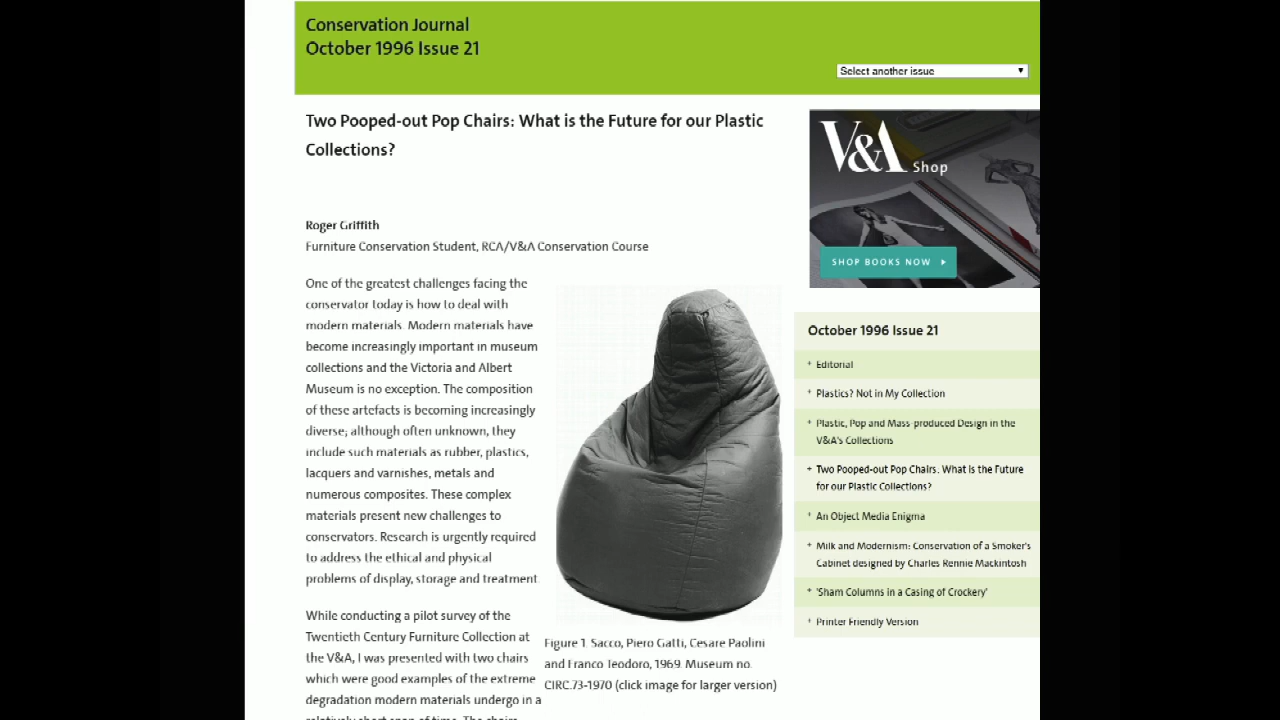 Conservation Journal
October 1996 Issue 21
Select another issue
Two Pooped-out Pop Chairs: What is the Future for our Plastic
Collections?
Roger Griffith
Furniture Conservation Student, RCA/V&A Conservation Course
One of the greatest challenges facing the
conservator today is how to deal with
modern materials. Modern materials have
become increasingly important in museum
collections and the Victoria and Albert
Museum is no exception. The composition
of these artefacts is becoming increasingly
diverse; although often unknown, they
include such materials as rubber, plastics,
lacquers and varnishes, metals and
numerous composites. These complex
materials present new challenges to
conservators. Research is urgently required
to address the ethical and physical
problems of display, storage and treatment.
While conducting a pilot survey of the
Twentieth Century Furniture Collection at
the V&A, I was presented with two chairs
which were good examples of the extreme
degradation modern materials undergo in a
relatively short span of time. The chairs
Figure 1. Sacco, Piero Gatti, Cesare Paolini
and Franco Teodoro, 1969. Museum no.
CIRC.73-1970 (click image for larger version)
V&A Shop
SHOP BOOKS NOW
October 1996 Issue 21
Editorial
Plastics? Not in My Collection
Plastic, Pop and Mass-produced Design in the
V&A's Collections
Two Pooped-out Pop Chairs. What is the Future
for our Plastic Collections?
An Object Media Enigma
Milk and Modernism: Conservation of a Smoker's
Cabinet designed by Charles Rennie Mackintosh
'Sham Columns in a Casing of Crockery'
Printer Friendly Version